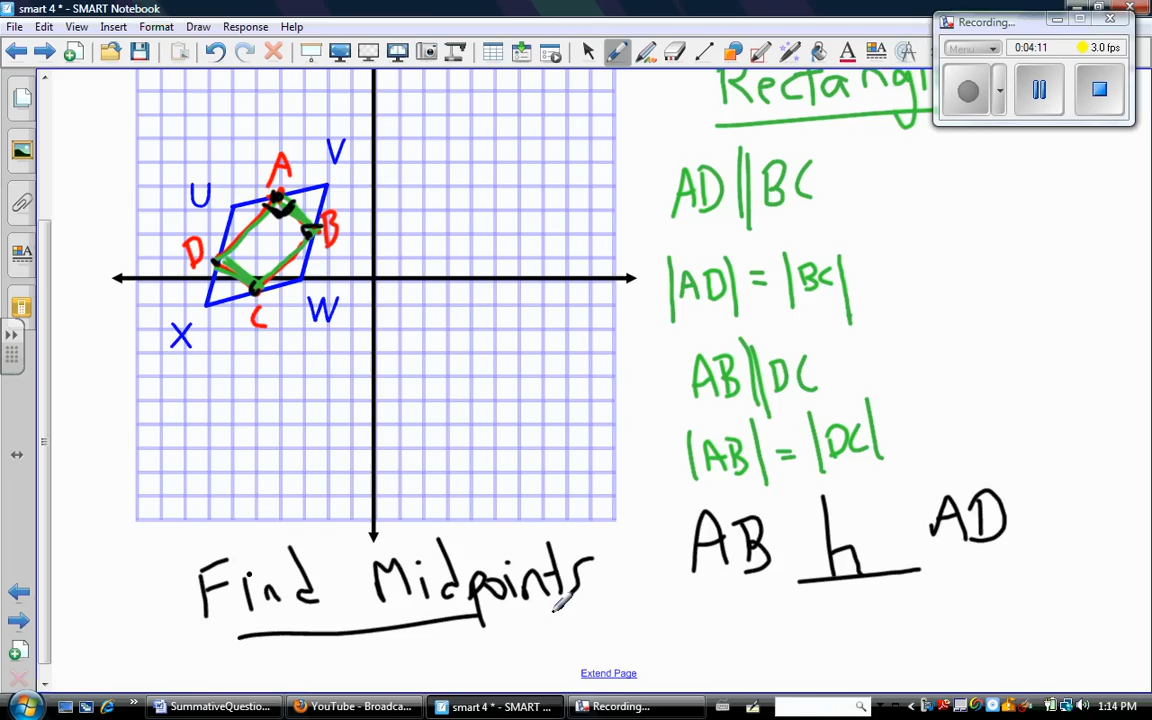 smart 4 * - SMART Notebook
File Edit View Insert Format Draw Response Help
Recording...
Menu 0:04:11 3.0 fps
Rectangl
V
A
U
B
D
W
C
X
AD || BC
|AD| = |BC|
AB || DC
|AB| = |DC|
AB ⊥ AD
Find Midpoints
Extend Page
SummativeQuestio... YouTube - Broadca... smart 4 * - SMART ... Recording... 1:14 PM